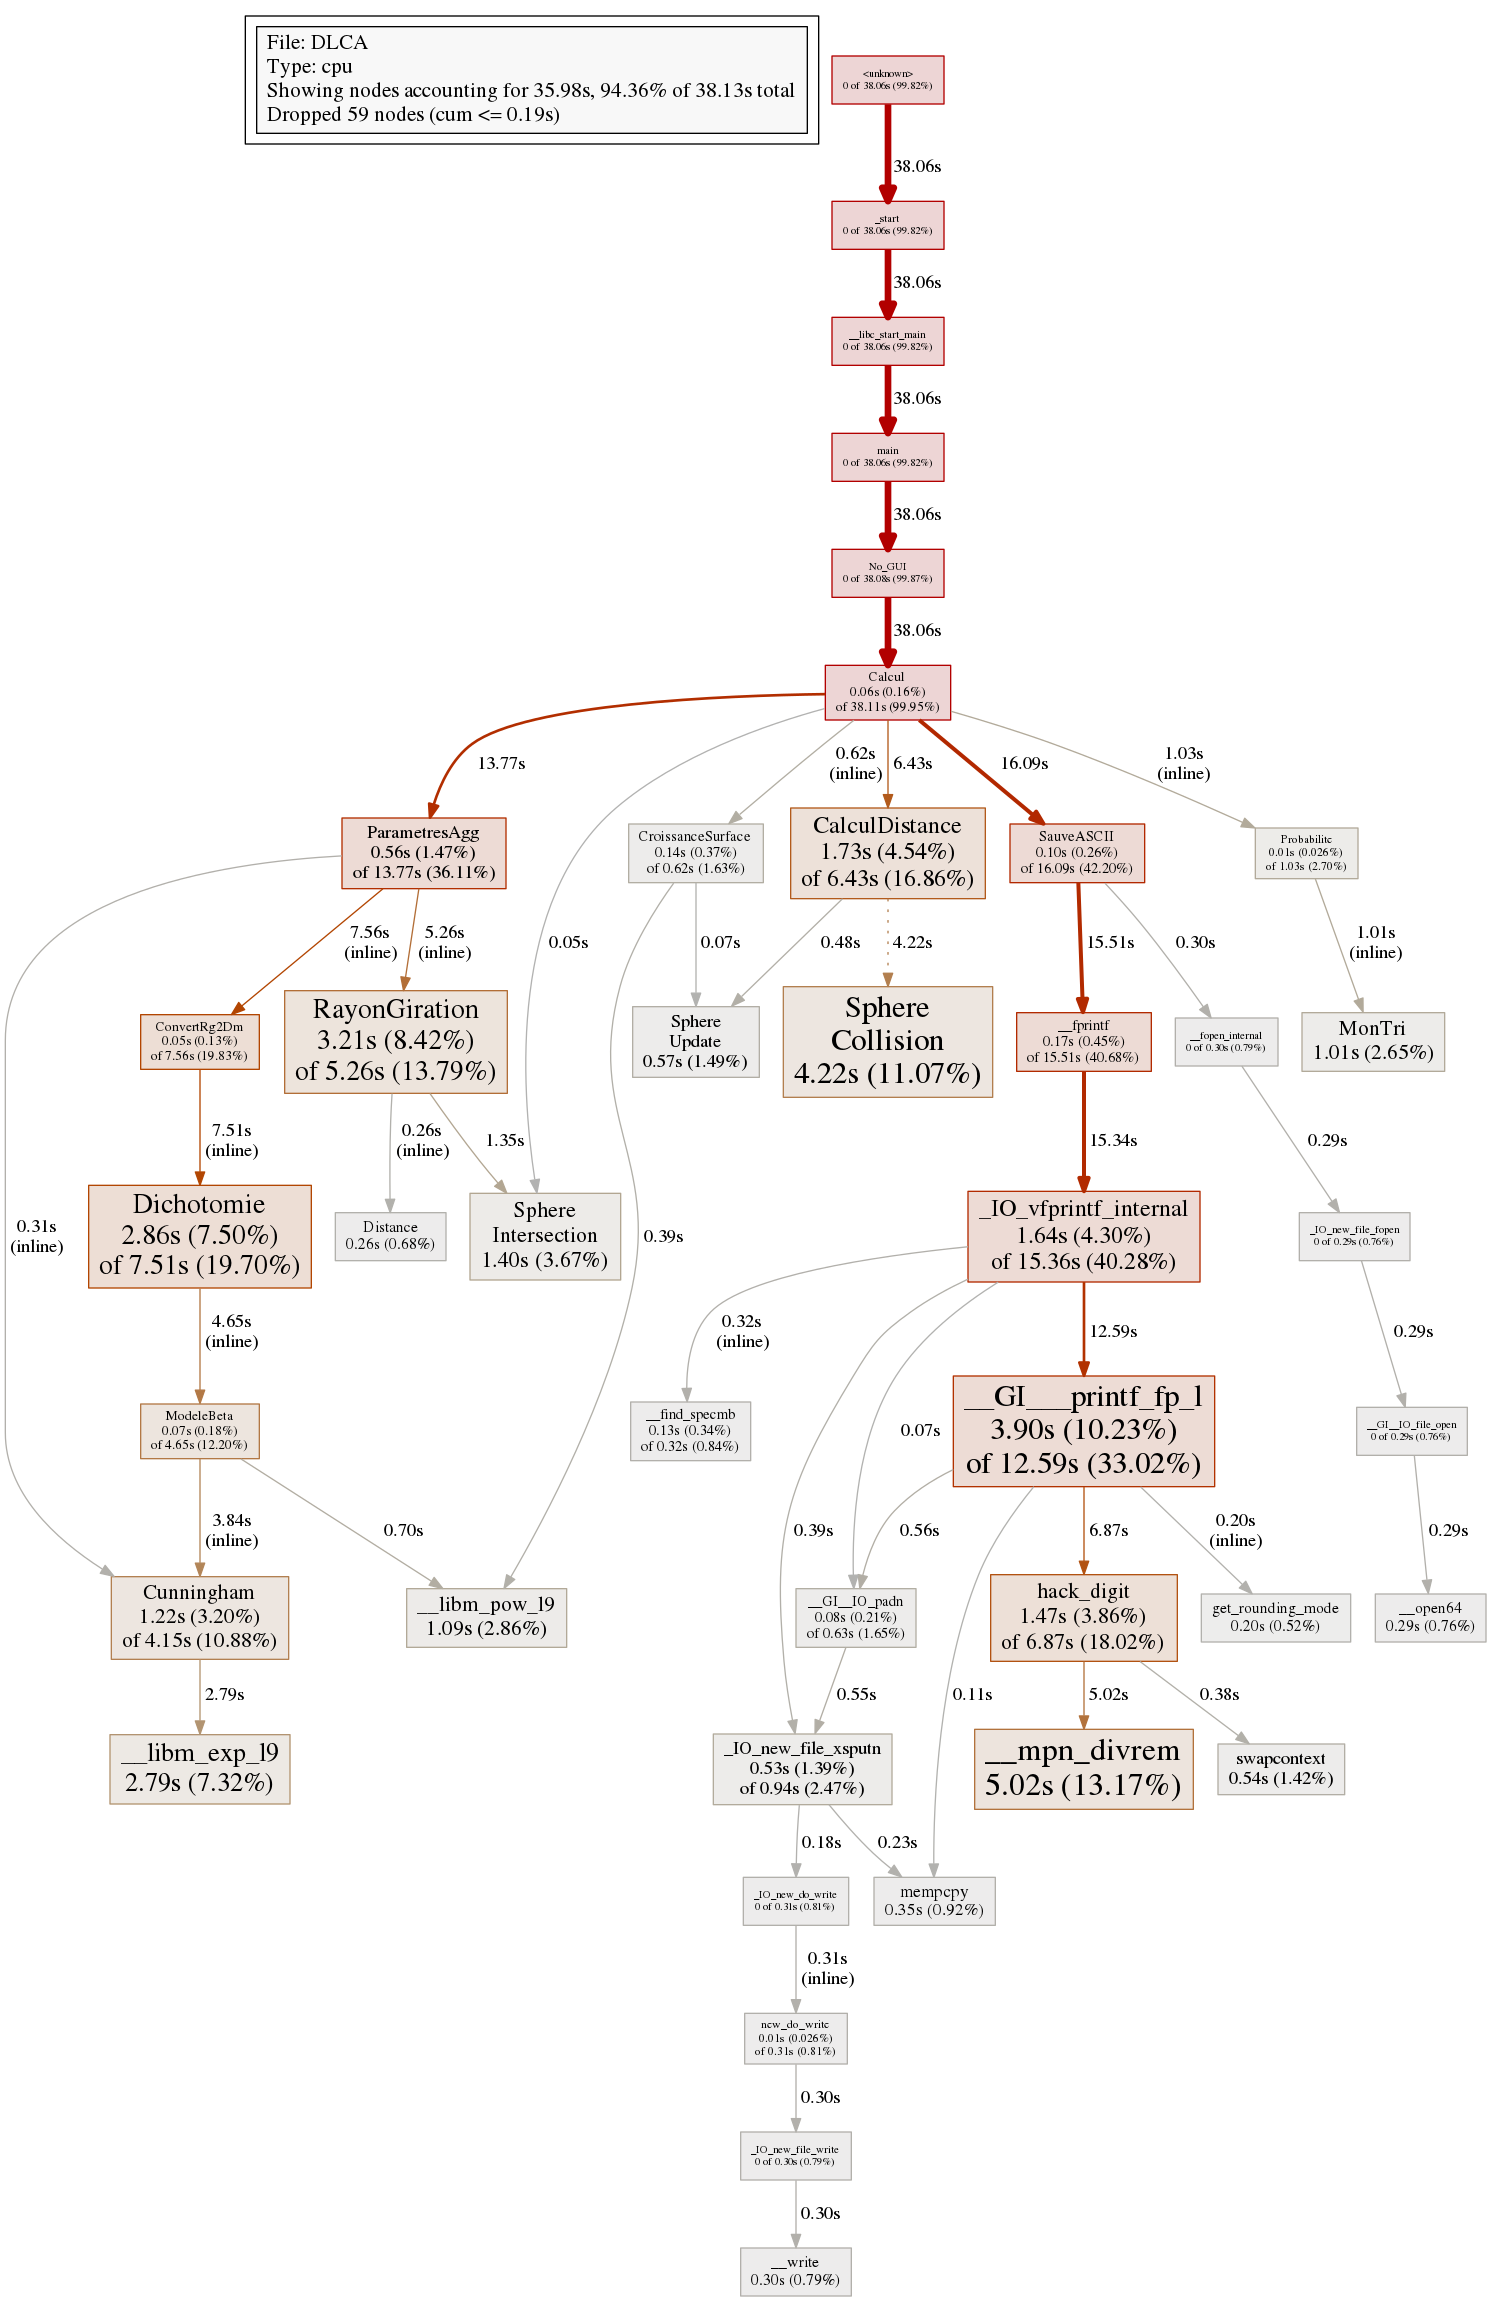 File: DLCA
Type: cpu
Showing nodes accounting for 35.98s, 94.36% of 38.13s total
Dropped 59 nodes (cum <= 0.19s)
<unknown>
0 of 38.06s (99.82%)
38.06s
_start
0 of 38.06s (99.82%)
38.06s
__libc_start_main
0 of 38.06s (99.82%)
38.06s
main
0 of 38.06s (99.82%)
38.06s
No_GUI
0 of 38.08s (99.87%)
38.06s
Calcul
0.06s (0.16%)
of 38.11s (99.95%)
13.77s
0.62s
(inline)
6.43s
16.09s
1.03s
(inline)
ParametresAgg
0.56s (1.47%)
of 13.77s (36.11%)
CroissanceSurface
0.14s (0.37%)
of 0.62s (1.63%)
CalculDistance
1.73s (4.54%)
of 6.43s (16.86%)
SauveASCII
0.10s (0.26%)
of 16.09s (42.20%)
Probabilite
0.01s (0.026%)
of 1.03s (2.70%)
7.56s
(inline)
5.26s
(inline)
0.05s
0.07s
0.48s
4.22s
15.51s
0.30s
1.01s
(inline)
ConvertRg2Dm
0.05s (0.13%)
of 7.56s (19.83%)
RayonGiration
3.21s (8.42%)
of 5.26s (13.79%)
Sphere
Update
0.57s (1.49%)
Sphere
Collision
4.22s (11.07%)
__fprintf
0.17s (0.45%)
of 15.51s (40.68%)
__fopen_internal
0 of 0.30s (0.79%)
MonTri
1.01s (2.65%)
7.51s
(inline)
0.26s
(inline)
1.35s
15.34s
0.29s
0.31s
(inline)
Dichotomie
2.86s (7.50%)
of 7.51s (19.70%)
Distance
0.26s (0.68%)
Sphere
Intersection
1.40s (3.67%)
0.39s
_IO_vfprintf_internal
1.64s (4.30%)
of 15.36s (40.28%)
_IO_new_file_fopen
0 of 0.29s (0.76%)
4.65s
(inline)
0.32s
(inline)
12.59s
0.29s
ModeleBeta
0.07s (0.18%)
of 4.65s (12.20%)
__find_specmb
0.13s (0.34%)
of 0.32s (0.84%)
0.07s
__GI___printf_fp_l
3.90s (10.23%)
of 12.59s (33.02%)
__GI__IO_file_open
0 of 0.29s (0.76%)
3.84s
(inline)
0.70s
0.39s
0.56s
6.87s
0.20s
(inline)
0.29s
Cunningham
1.22s (3.20%)
of 4.15s (10.88%)
__libm_pow_l9
1.09s (2.86%)
__GI__IO_padn
0.08s (0.21%)
of 0.63s (1.65%)
hack_digit
1.47s (3.86%)
of 6.87s (18.02%)
get_rounding_mode
0.20s (0.52%)
__open64
0.29s (0.76%)
2.79s
0.55s
0.11s
5.02s
0.38s
__libm_exp_l9
2.79s (7.32%)
_IO_new_file_xsputn
0.53s (1.39%)
of 0.94s (2.47%)
__mpn_divrem
5.02s (13.17%)
swapcontext
0.54s (1.42%)
0.18s
0.23s
_IO_new_do_write
0 of 0.31s (0.81%)
mempcpy
0.35s (0.92%)
0.31s
(inline)
new_do_write
0.01s (0.026%)
of 0.31s (0.81%)
0.30s
_IO_new_file_write
0 of 0.30s (0.79%)
0.30s
__write
0.30s (0.79%)